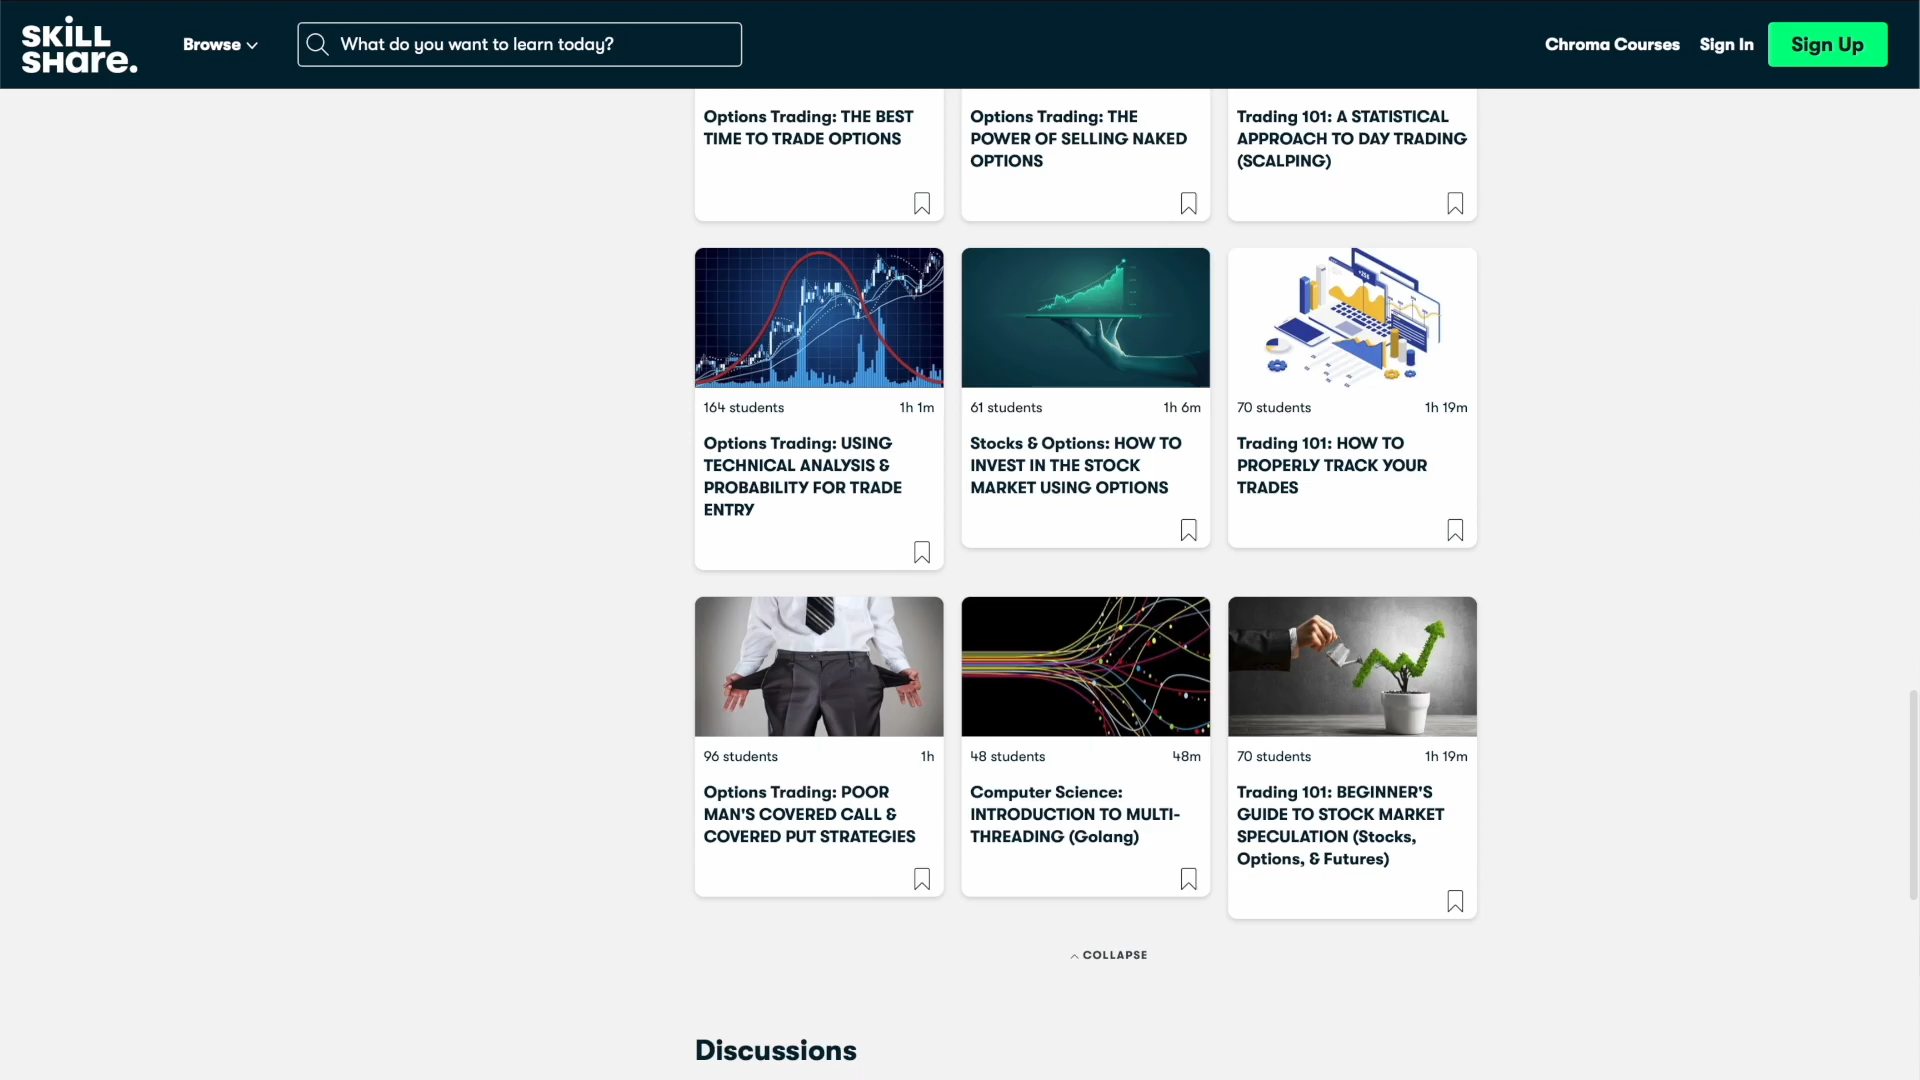 SKILL
SHare.
Browse
What do you want to learn today?
Chroma Courses
Sign In
Sign Up
Options Trading: THE BEST
TIME TO TRADE OPTIONS
Options Trading: THE
POWER OF SELLING NAKED
OPTIONS
Trading 101: A STATISTICAL
APPROACH TO DAY TRADING
(SCALPING)
164 students
1h 1m
Options Trading: USING
TECHNICAL ANALYSIS &
PROBABILITY FOR TRADE
ENTRY
61 students
1h 6m
Stocks & Options: HOW TO
INVEST IN THE STOCK
MARKET USING OPTIONS
70 students
1h 19m
Trading 101: HOW TO
PROPERLY TRACK YOUR
TRADES
96 students
1h
Options Trading: POOR
MAN'S COVERED CALL &
COVERED PUT STRATEGIES
48 students
48m
Computer Science:
INTRODUCTION TO MULTI-
THREADING (Golang)
70 students
1h 19m
Trading 101: BEGINNER'S
GUIDE TO STOCK MARKET
SPECULATION (Stocks,
Options, & Futures)
COLLAPSE
Discussions